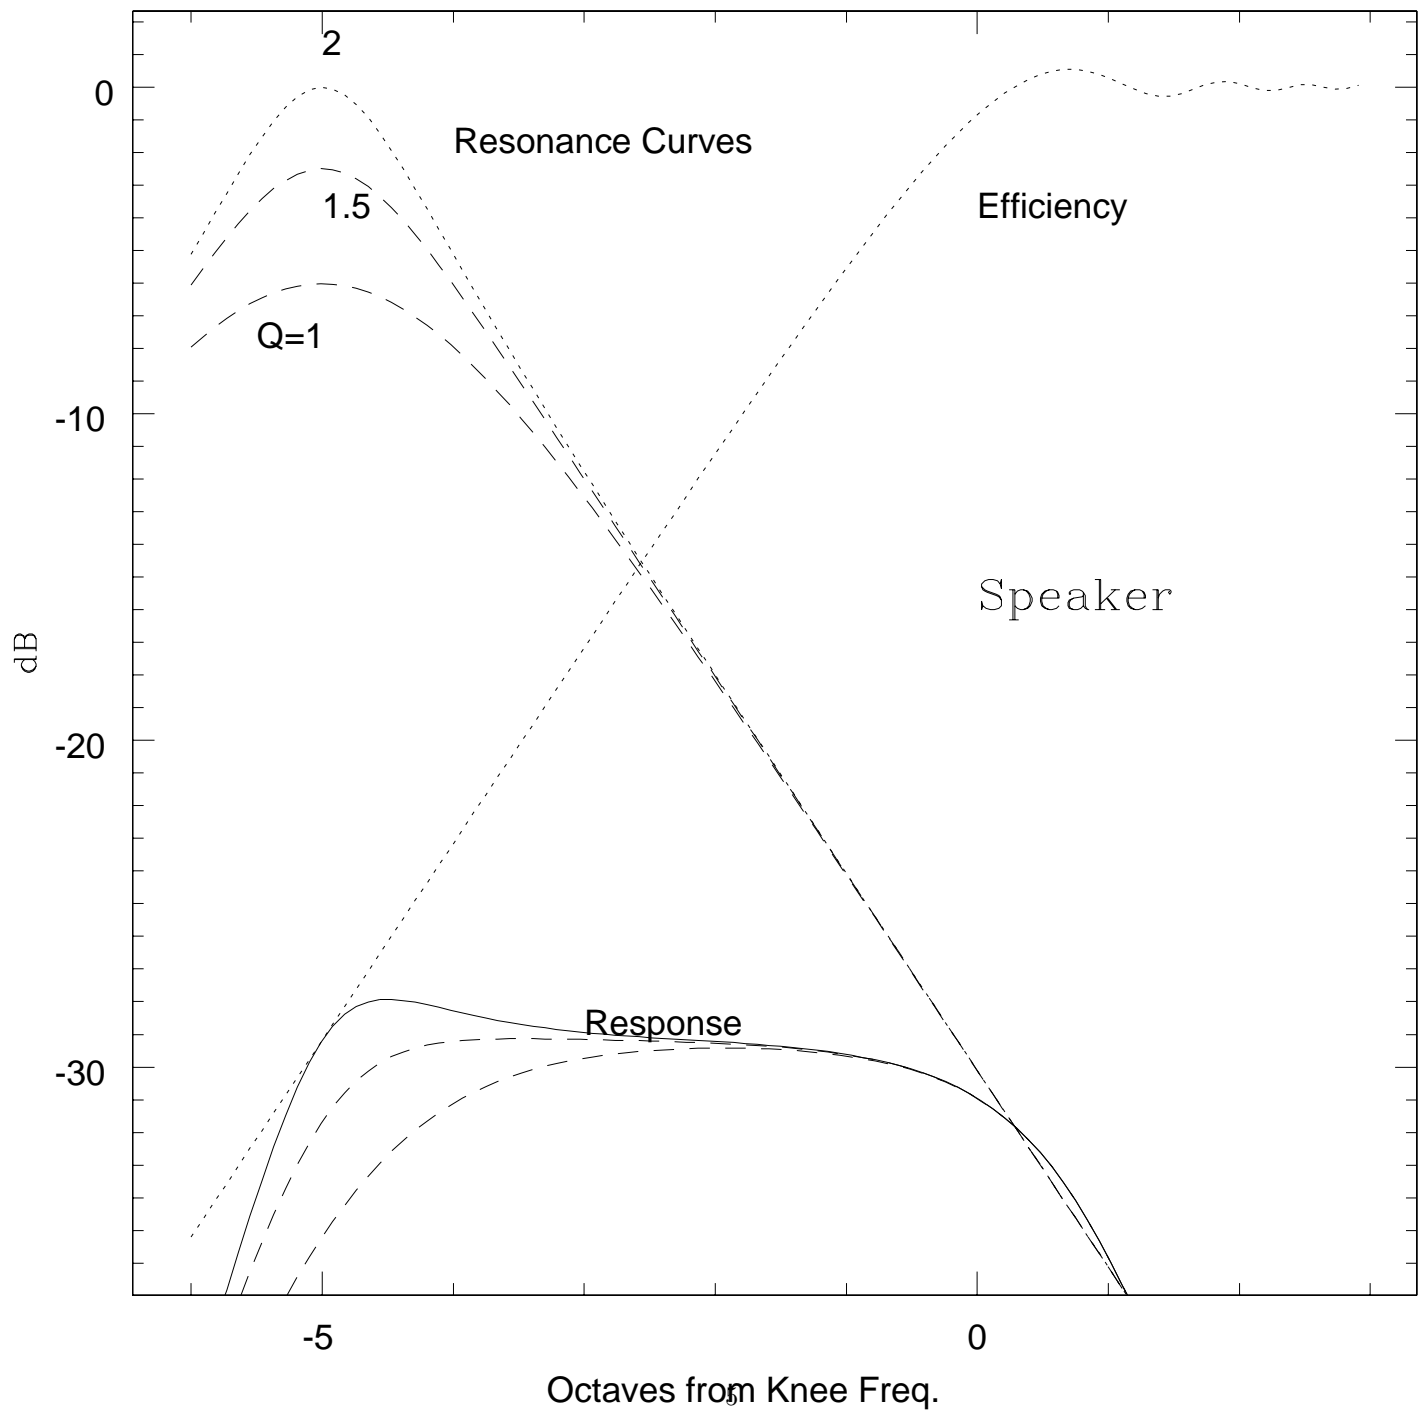 2
0
Resonance Curves
1.5
Efficiency
Q=1
-10
Speaker
dB
-20
Response
-30
-5
0
Octaves from Knee Freq.
5